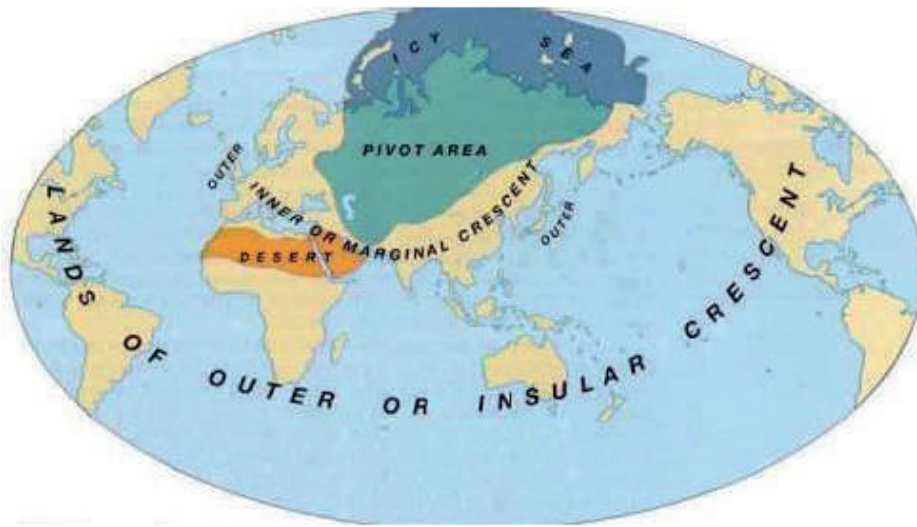 ICY SEA
PIVOT AREA
OUTER
INNER OR MARGINAL CRESCENT
OUTER
DESERT
LANDS OF OUTER OR INSULAR CRESCENT